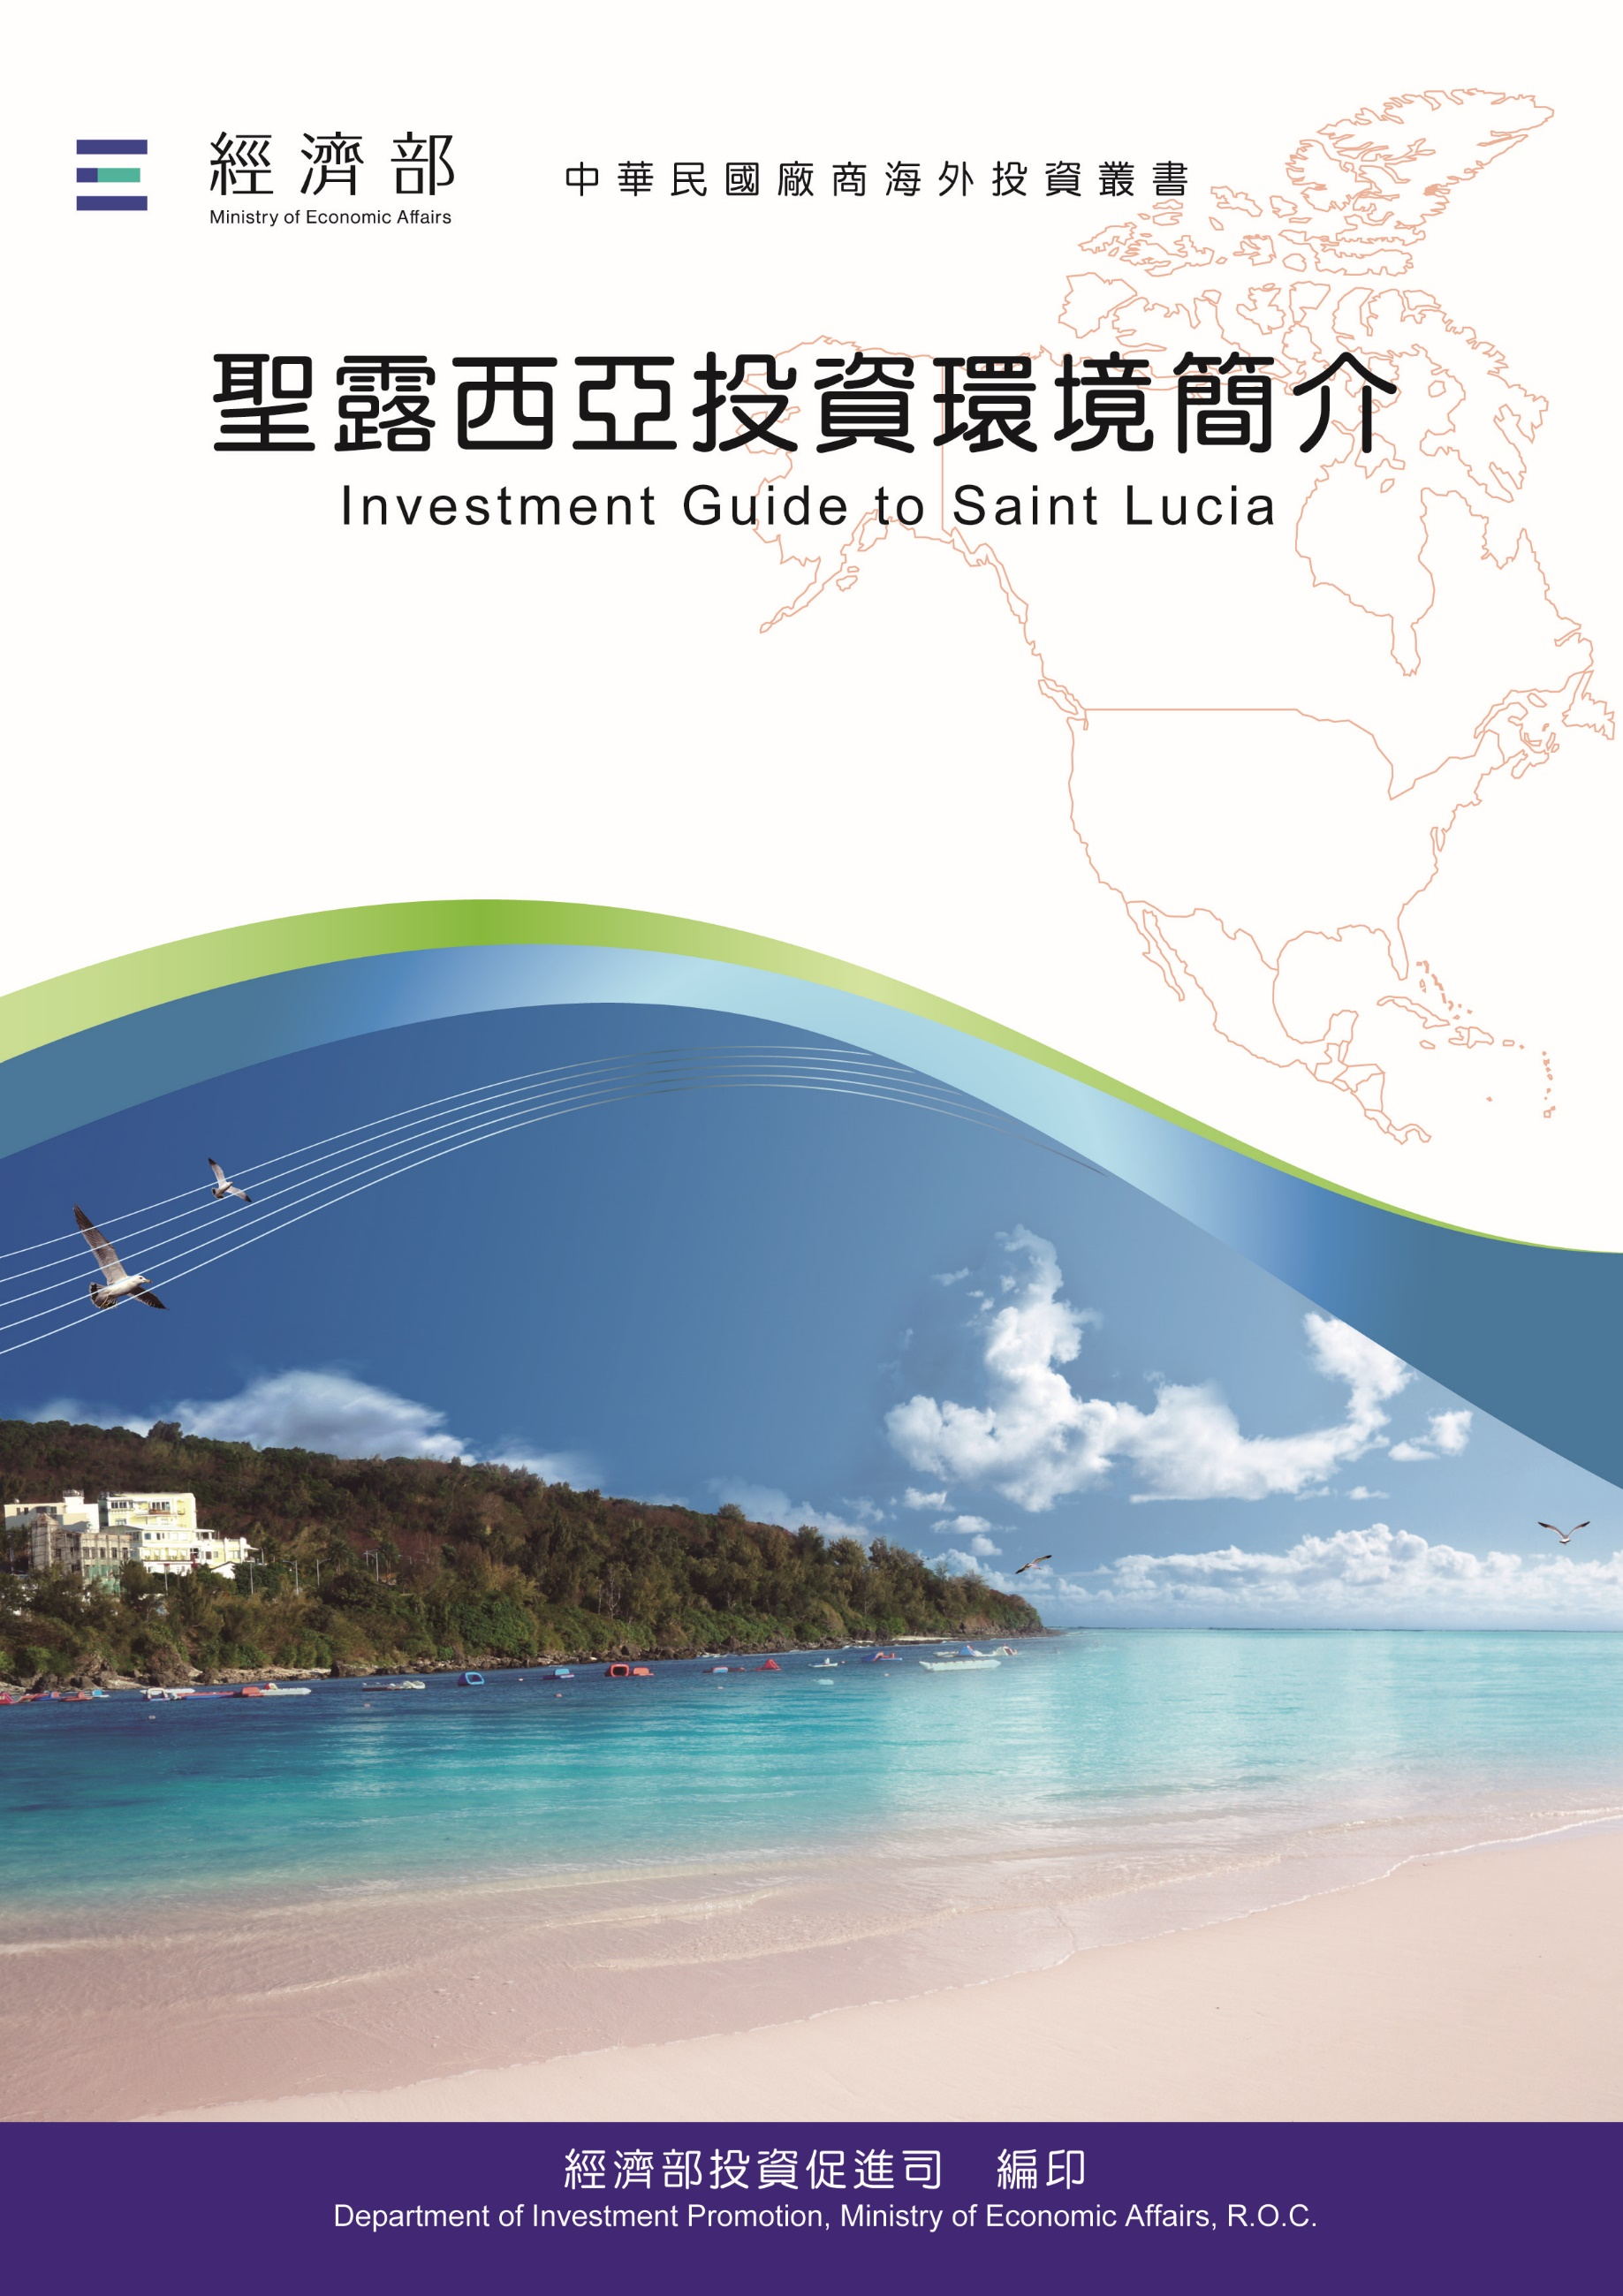 經濟部
Ministry of Economic Affairs
中華民國廠商海外投資叢書
聖露西亞投資環境簡介
Investment Guide to Saint Lucia
經濟部投資促進司 編印
Department of Investment Promotion, Ministry of Economic Affairs, R.O.C.